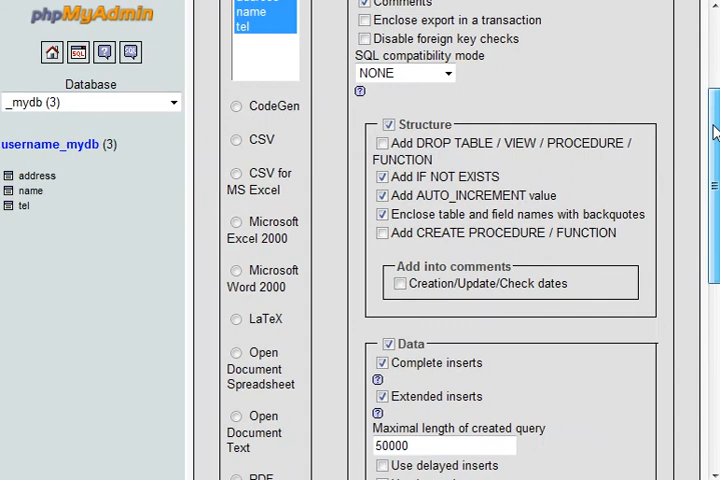 phpMyAdmin
SQL
Database
_mydb (3)
username_mydb (3)
address
name
tel
address
name
tel
CodeGen
CSV
CSV for
MS Excel
Microsoft
Excel 2000
Microsoft
Word 2000
LaTeX
Open
Document
Spreadsheet
Open
Document
Text
PDF
Comments
Enclose export in a transaction
Disable foreign key checks
SQL compatibility mode
NONE
Structure
Add DROP TABLE / VIEW / PROCEDURE /
FUNCTION
Add IF NOT EXISTS
Add AUTO_INCREMENT value
Enclose table and field names with backquotes
Add CREATE PROCEDURE / FUNCTION
Add into comments
Creation/Update/Check dates
Data
Complete inserts
Extended inserts
Maximal length of created query
50000
Use delayed inserts